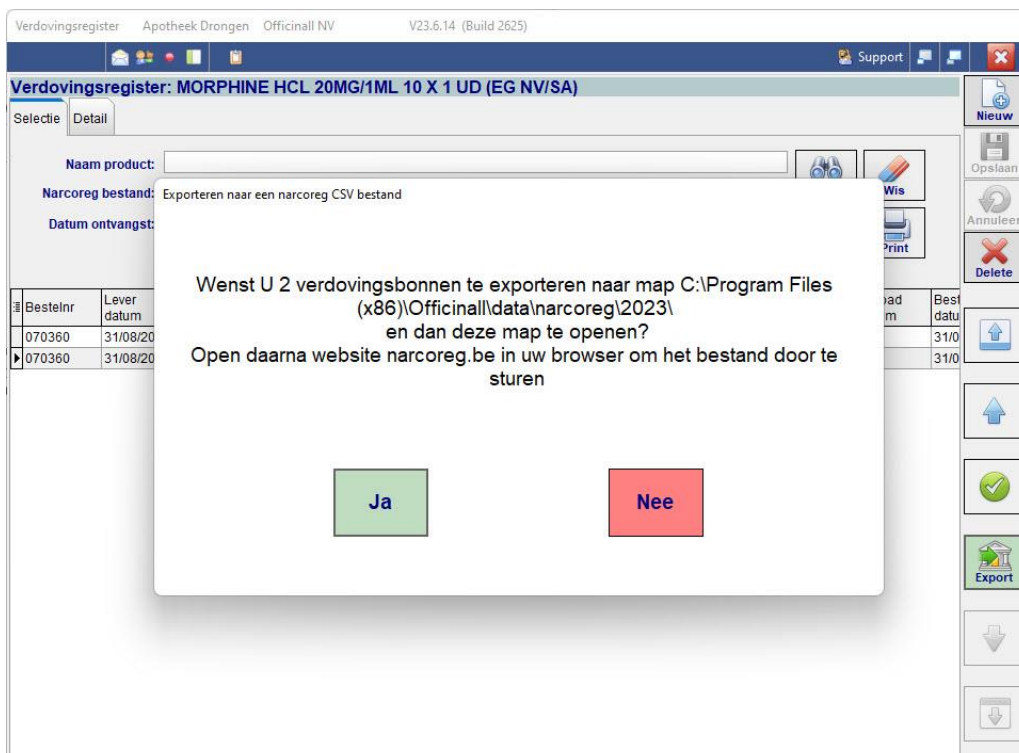 Verdovingsregister Apotheek Drongen Officinall NV V23.6.14 (Build 2625)
Support
Verdovingsregister: MORPHINE HCL 20MG/1ML 10 X 1 UD (EG NV/SA)
Nieuw
Selectie Detail
Opslaan
Naam product:
Wis
Narcoreg bestand:
Exporteren naar een narcoreg CSV bestand
Datum ontvangst:
Annuleer
Print
Delete
Wenst U 2 verdovingsbonnen te exporteren naar map C:\Program Files
(x86)\Officinall\data\narcoreg\2023\
en dan deze map te openen?
Open daarna website narcoreg.be in uw browser om het bestand door te
sturen
Bestelnr Lever
datum
070360 31/08/20 31/0
070360 31/08/20 31/0
Ja Nee
Export